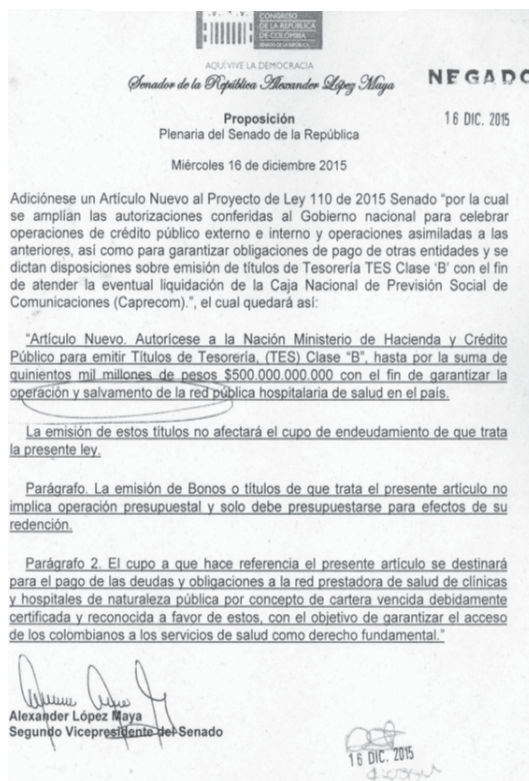 CONGRESO
DE LA REPÚBLICA
DE COLOMBIA
AQUÍ VIVE LA DEMOCRACIA
Senador de la República Alexander López Maya
NEGADO
Proposición
16 DIC. 2015
Plenaria del Senado de la República
Miércoles 16 de diciembre 2015
Adiciónese un Artículo Nuevo al Proyecto de Ley 110 de 2015 Senado “por la cual
se amplían las autorizaciones conferidas al Gobierno nacional para celebrar
operaciones de crédito público externo e interno y operaciones asimiladas a las
anteriores, así como para garantizar obligaciones de pago de otras entidades y se
dictan disposiciones sobre emisión de títulos de Tesorería TES Clase ‘B’ con el fin
de atender la eventual liquidación de la Caja Nacional de Previsión Social de
Comunicaciones (Caprecom).”, el cual quedará así:
“Artículo Nuevo. Autorícese a la Nación Ministerio de Hacienda y Crédito
Público para emitir Títulos de Tesorería, (TES) Clase “B”, hasta por la suma de
quinientos mil millones de pesos $500.000.000.000 con el fin de garantizar la
operación y salvamento de la red pública hospitalaria de salud en el país.
La emisión de estos títulos no afectará el cupo de endeudamiento de que trata
la presente ley.
Parágrafo. La emisión de Bonos o títulos de que trata el presente artículo no
implica operación presupuestal y solo debe presupuestarse para efectos de su
redención.
Parágrafo 2. El cupo a que hace referencia el presente artículo se destinará
para el pago de las deudas y obligaciones a la red prestadora de salud de clínicas
y hospitales de naturaleza pública por concepto de cartera vencida debidamente
certificada y reconocida a favor de estos, con el objetivo de garantizar el acceso
de los colombianos a los servicios de salud como derecho fundamental.”
Alexander López Maya
Segundo Vicepresidente del Senado
16 DIC. 2015